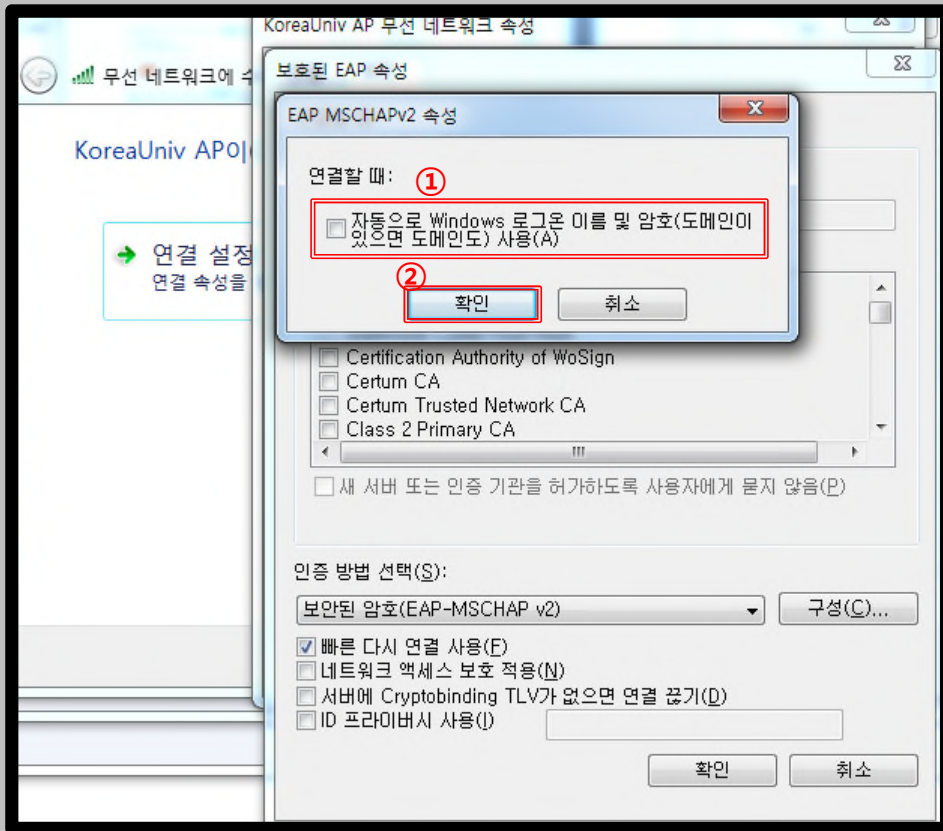 KoreaUniv AP 무선 네트워크 속성
무선 네트워크에 수
보호된 EAP 속성
EAP MSCHAPv2 속성
KoreaUniv AP이
연결할 때:
①
자동으로 Windows 로그온 이름 및 암호(도메인이
있으면 도메인도) 사용(A)
연결 설정
연결 속성을
②
확인
취소
Certification Authority of WoSign
Certum CA
Certum Trusted Network CA
Class 2 Primary CA
새 서버 또는 인증 기관을 허가하도록 사용자에게 묻지 않음(P)
인증 방법 선택(S):
보안된 암호(EAP-MSCHAP v2)
구성(C)...
빠른 다시 연결 사용(F)
네트워크 액세스 보호 적용(N)
서버에 Cryptobinding TLV가 없으면 연결 끊기(D)
ID 프라이버시 사용(I)
확인
취소